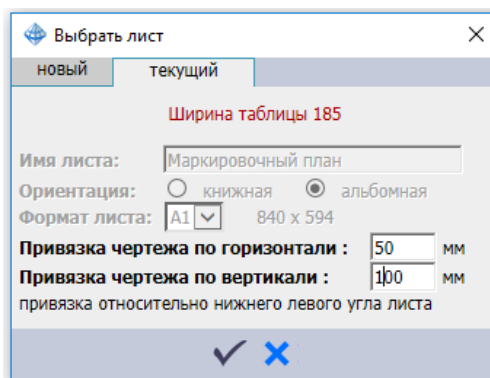 Выбрать лист
новый текущий
Ширина таблицы 185
Имя листа: Маркировочный план
Ориентация: книжная альбомная
Формат листа: A1 840 x 594
Привязка чертежа по горизонтали : 50 мм
Привязка чертежа по вертикали : 100 мм
привязка относительно нижнего левого угла листа